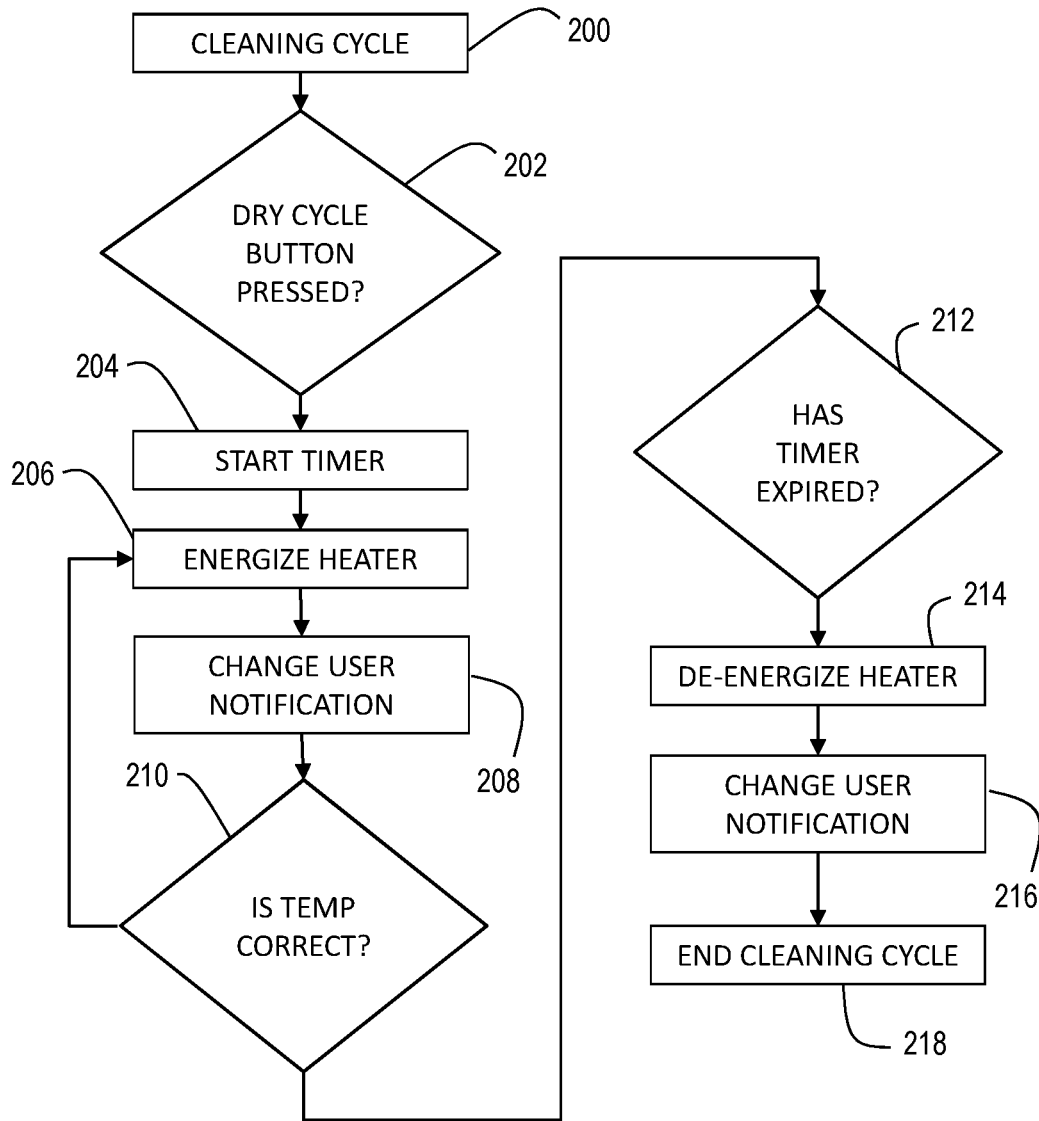 CLEANING CYCLE
200
DRY CYCLE
BUTTON
PRESSED?
202
204
START TIMER
206
ENERGIZE HEATER
CHANGE USER
NOTIFICATION
208
210
IS TEMP
CORRECT?
212
HAS
TIMER
EXPIRED?
214
DE-ENERGIZE HEATER
CHANGE USER
NOTIFICATION
216
END CLEANING CYCLE
218